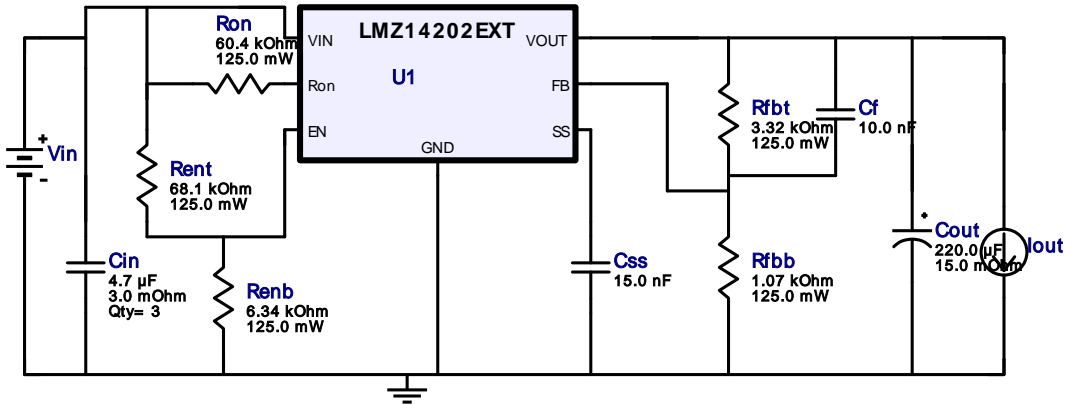 LMZ14202EXT
U1
VIN
Ron
EN
GND
VOUT
FB
SS
Ron
60.4 kOhm
125.0 mW
+
Vin
-
Rent
68.1 kOhm
125.0 mW
Cin
4.7 µF
3.0 mOhm
Qty= 3
Renb
6.34 kOhm
125.0 mW
Css
15.0 nF
Rfbt
3.32 kOhm
125.0 mW
Cf
10.0 nF
Rfbb
1.07 kOhm
125.0 mW
+
Cout
220.0 µF
15.0 mOhm
Iout